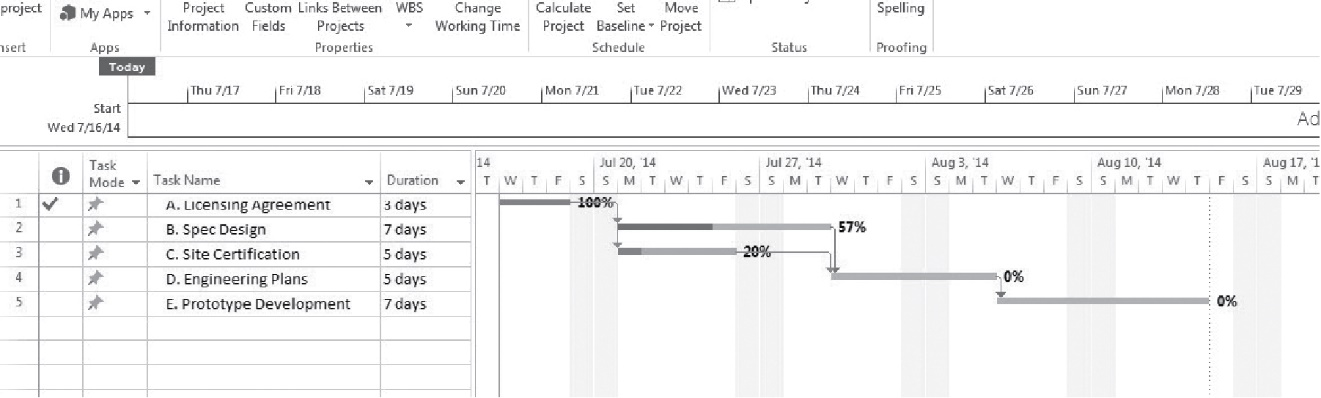 project
My Apps
Project Information
Custom Fields
Links Between Projects
WBS
Change Working Time
Calculate Project
Set Baseline
Move Project
Spelling
nsert
Apps
Properties
Schedule
Status
Proofing
Today
Thu 7/17
Fri 7/18
Sat 7/19
Sun 7/20
Mon 7/21
Tue 7/22
Wed 7/23
Thu 7/24
Fri 7/25
Sat 7/26
Sun 7/27
Mon 7/28
Tue 7/29
Start
Wed 7/16/14
Ad
Task Mode
Task Name
Duration
14
Jul 20, '14
Jul 27, '14
Aug 3, '14
Aug 10, '14
Aug 17, '1
T W T F S S M T W T F S S M T W T F S S M T W T F S S M T W T F S S M T
1 A. Licensing Agreement 3 days 100%
2 B. Spec Design 7 days 57%
3 C. Site Certification 5 days 20%
4 D. Engineering Plans 5 days 0%
5 E. Prototype Development 7 days 0%